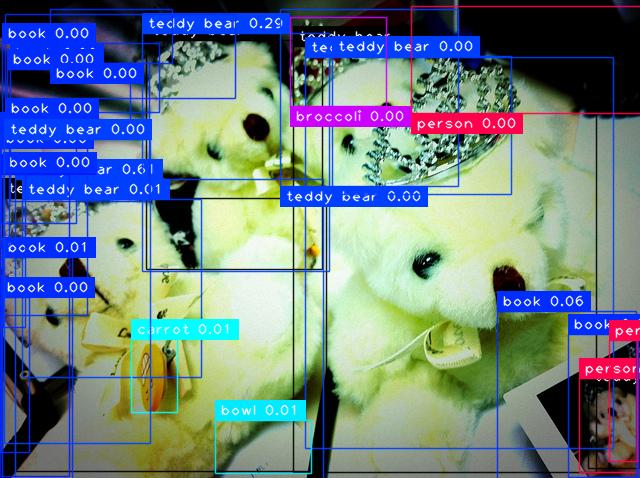 teddy bear 0.29
book 0.00
teddy bear
teddy bear 0.00
book 0.00
book 0.00
book 0.00
broccoli 0.00
person 0.00
teddy bear 0.00
book 0.00
ar 0.61
teddy bear 0.01
teddy bear 0.00
book 0.01
book 0.00
book 0.06
book
carrot 0.01
per
person
bowl 0.01